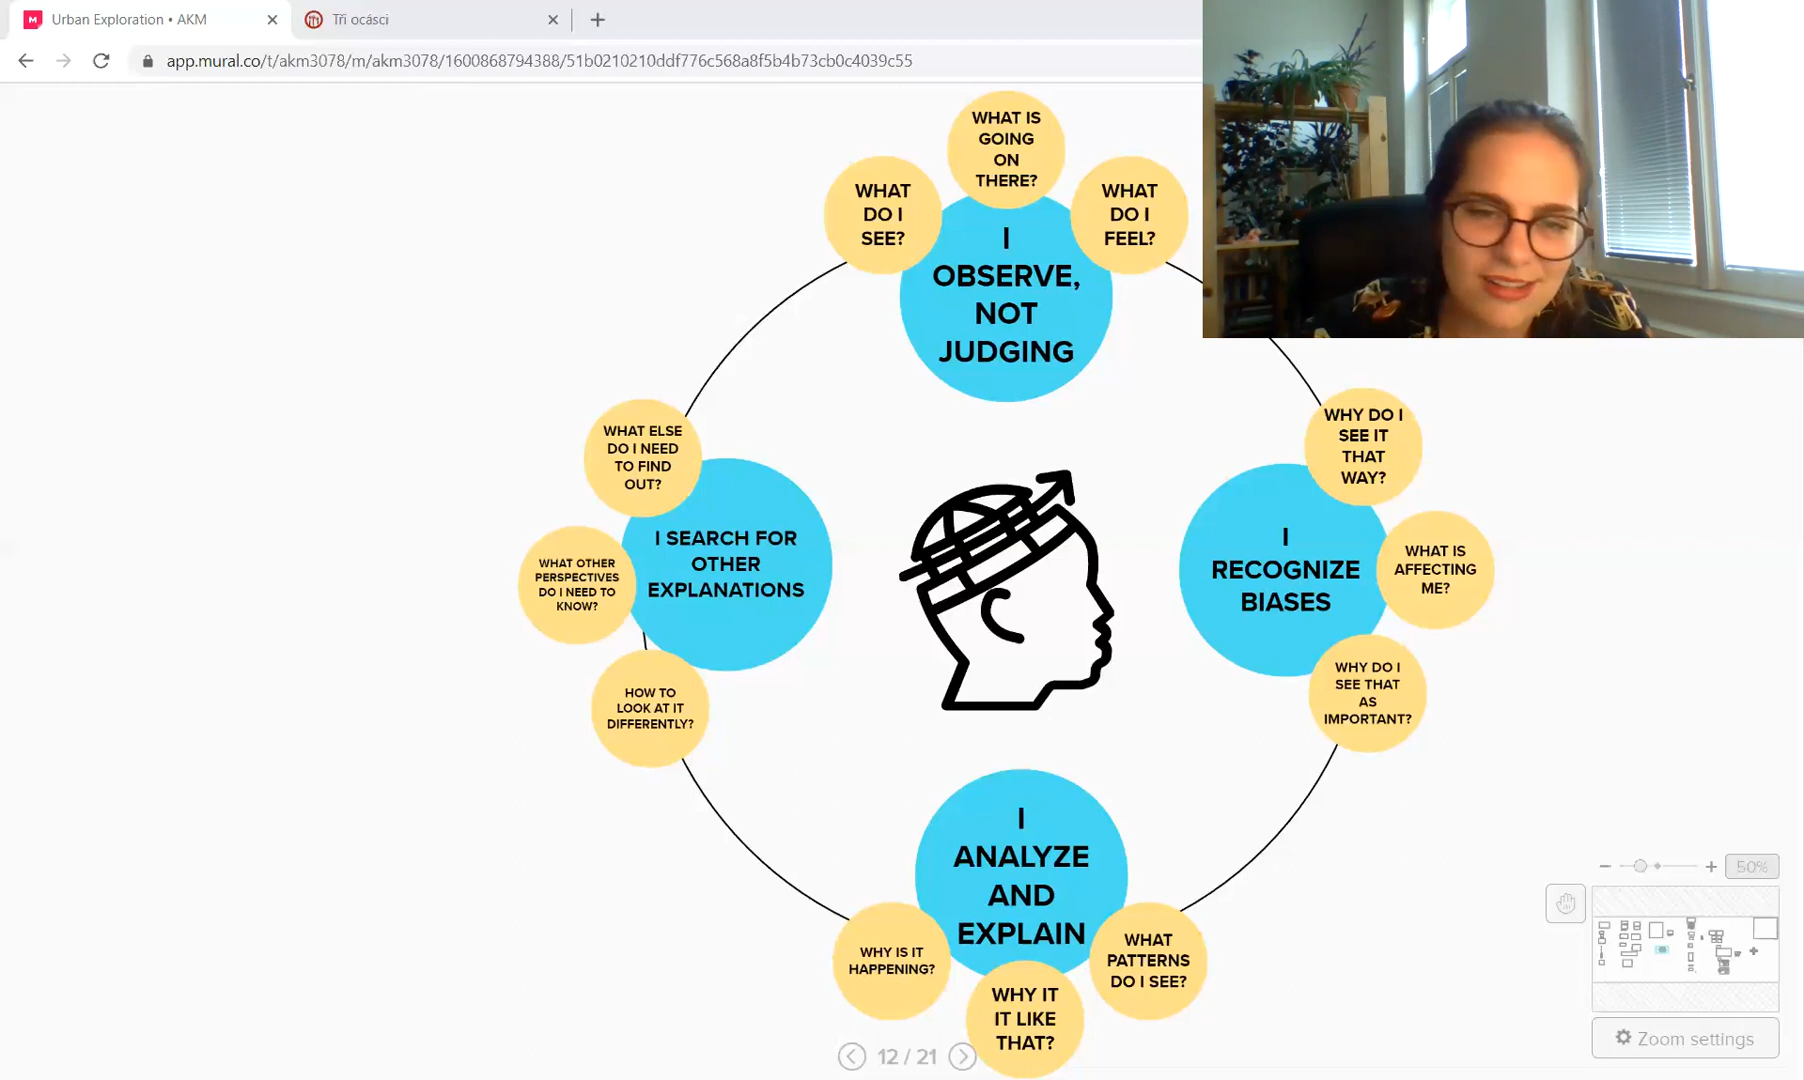 Urban Exploration • AKM
Tři ocásci
app.mural.co/t/akm3078/m/akm3078/1600868794388/51b0210210ddf776c568a8f5b4b73cb0c4039c55
WHAT IS
GOING
ON
THERE?
WHAT
DO I
SEE?
WHAT
DO I
FEEL?
I
OBSERVE,
NOT
JUDGING
WHY DO I
SEE IT
THAT
WAY?
WHAT ELSE
DO I NEED
TO FIND
OUT?
I SEARCH FOR
OTHER
EXPLANATIONS
I
RECOGNIZE
BIASES
WHAT IS
AFFECTING
ME?
WHAT OTHER
PERSPECTIVES
DO I NEED TO
KNOW?
WHY DO I
SEE THAT
AS
IMPORTANT?
HOW TO
LOOK AT IT
DIFFERENTLY?
I
ANALYZE
AND
EXPLAIN
WHY IS IT
HAPPENING?
WHAT
PATTERNS
DO I SEE?
WHY IT
IT LIKE
THAT?
50%
12 / 21
Zoom settings